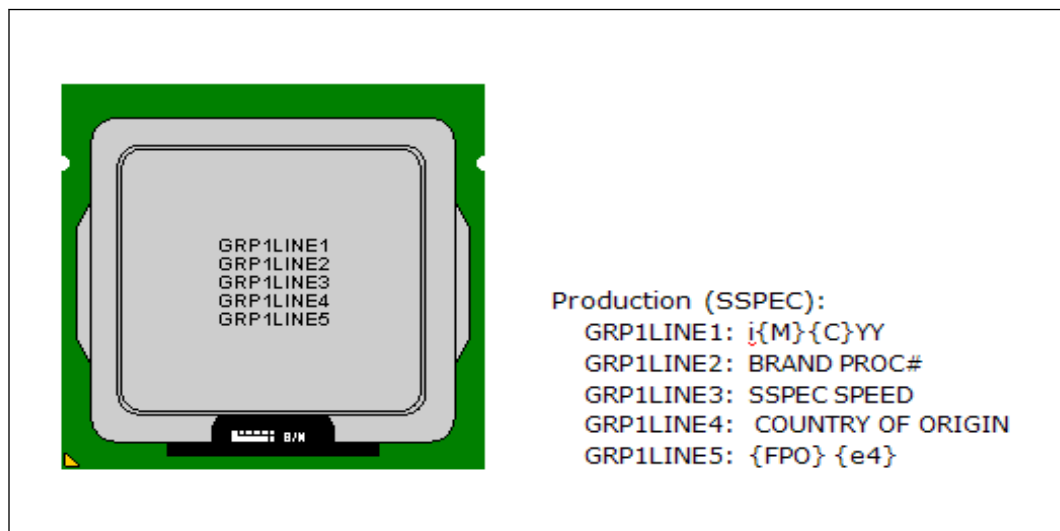 GRP1LINE1
GRP1LINE2
GRP1LINE3
GRP1LINE4
GRP1LINE5
S/N
Production (SSPEC):
GRP1LINE1: i{M}{C}YY
GRP1LINE2: BRAND PROC#
GRP1LINE3: SSPEC SPEED
GRP1LINE4: COUNTRY OF ORIGIN
GRP1LINE5: {FPO} {e4}